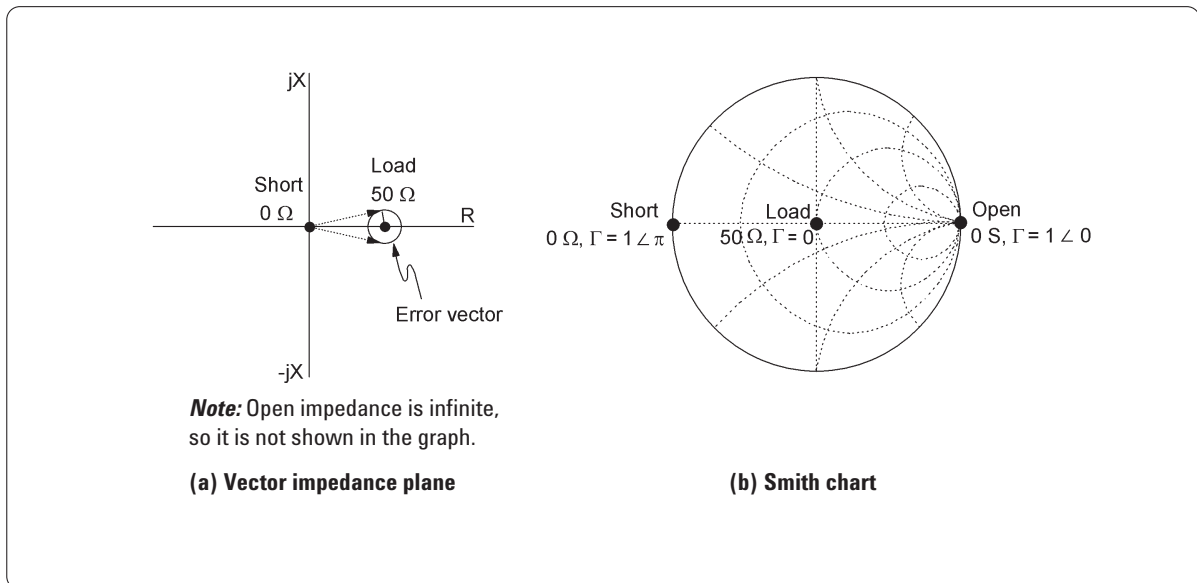 jX
Short
0 Ω
Load
50 Ω
R
Error vector
-jX
Note: Open impedance is infinite,
so it is not shown in the graph.
(a) Vector impedance plane
Short
0 Ω, Γ = 1 ∠ π
Load
50 Ω, Γ = 0
Open
0 S, Γ = 1 ∠ 0
(b) Smith chart